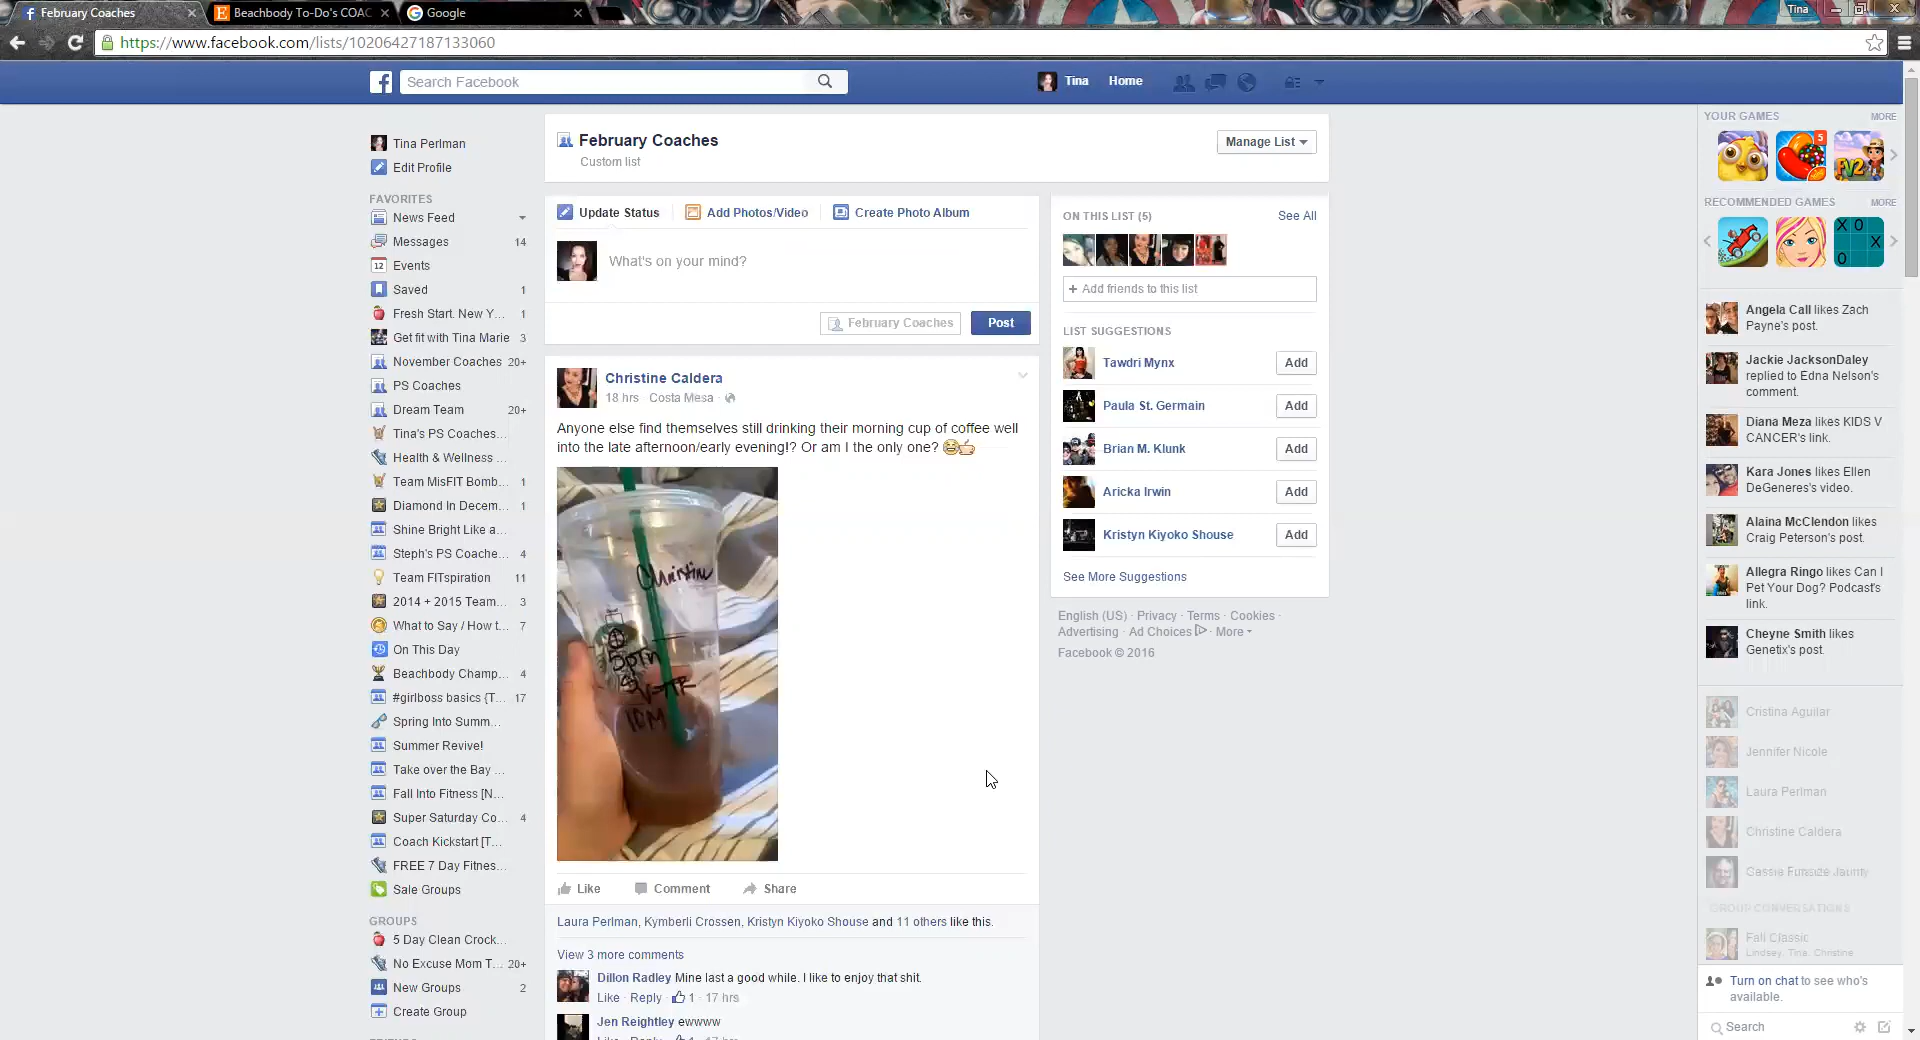 February Coaches
Beachbody To-Do's COAC
Google
Tina
https://www.facebook.com/lists/10206427187133060
Search Facebook
Tina
Home
Tina Perlman
Edit Profile
FAVORITES
News Feed
Messages 14
12 Events
Saved 1
Fresh Start. New Y... 1
Get fit with Tina Marie 3
November Coaches 20+
PS Coaches
Dream Team 20+
Tina's PS Coaches...
Health & Wellness ...
Team MisFIT Bomb... 1
Diamond In Decem... 1
Shine Bright Like a...
Steph's PS Coache... 4
Team FITspiration 11
2014 + 2015 Team... 3
What to Say / How t... 7
On This Day
Beachbody Champ... 4
#girlboss basics {T... 17
Spring Into Summ...
Summer Revive!
Take over the Bay ...
Fall Into Fitness [N...
Super Saturday Co... 4
Coach Kickstart [T...
FREE 7 Day Fitnes...
Sale Groups
GROUPS
5 Day Clean Crock...
No Excuse Mom T... 20+
New Groups 2
Create Group
February Coaches
Custom list
Manage List
Update Status
Add Photos/Video
Create Photo Album
What's on your mind?
February Coaches
Post
Christine Caldera
18 hrs · Costa Mesa ·
Anyone else find themselves still drinking their morning cup of coffee well
into the late afternoon/early evening!? Or am I the only one?
Christine
Like Comment Share
Laura Perlman, Kymberli Crossen, Kristyn Kiyoko Shouse and 11 others like this.
View 3 more comments
Dillon Radley Mine last a good while. I like to enjoy that shit.
Like · Reply · 1 · 17 hrs
Jen Reightley ewwww
ON THIS LIST (5)
See All
+ Add friends to this list
LIST SUGGESTIONS
Tawdri Mynx Add
Paula St. Germain Add
Brian M. Klunk Add
Aricka Irwin Add
Kristyn Kiyoko Shouse Add
See More Suggestions
English (US) · Privacy · Terms · Cookies ·
Advertising · Ad Choices · More
Facebook © 2016
YOUR GAMES MORE
5
FV2
RECOMMENDED GAMES MORE
X O
X
O
Angela Call likes Zach
Payne's post.
Jackie JacksonDaley
replied to Edna Nelson's
comment.
Diana Meza likes KIDS V
CANCER's link.
Kara Jones likes Ellen
DeGeneres's video.
Alaina McClendon likes
Craig Peterson's post.
Allegra Ringo likes Can I
Pet Your Dog? Podcast's
link.
Cheyne Smith likes
Genetix's post.
Cristina Aguilar
Jennifer Nicole
Laura Perlman
Christine Caldera
GROUP CONVERSATIONS
Fall Classic
Lindsey, Tina, Christine
Turn on chat to see who's
available.
Search